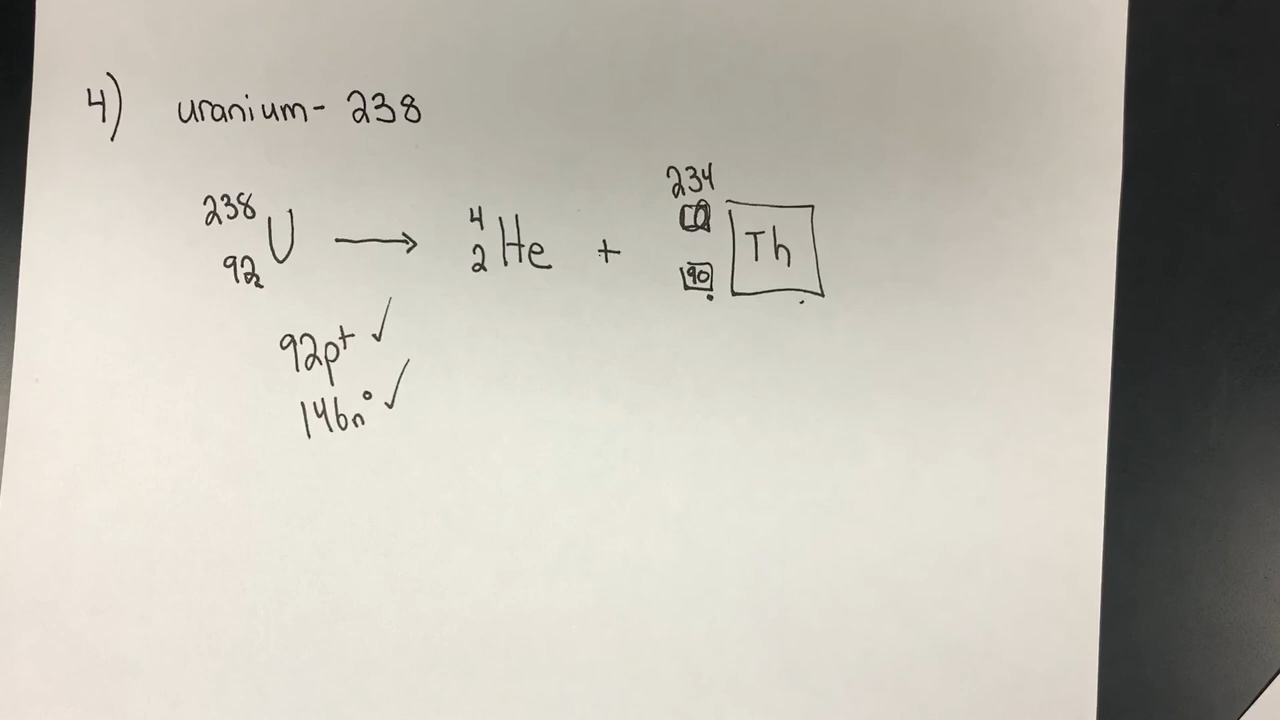 4) uranium- 238
238
92 U → 4 2 He + 234 90 Th
92p+ ✓
146n° ✓